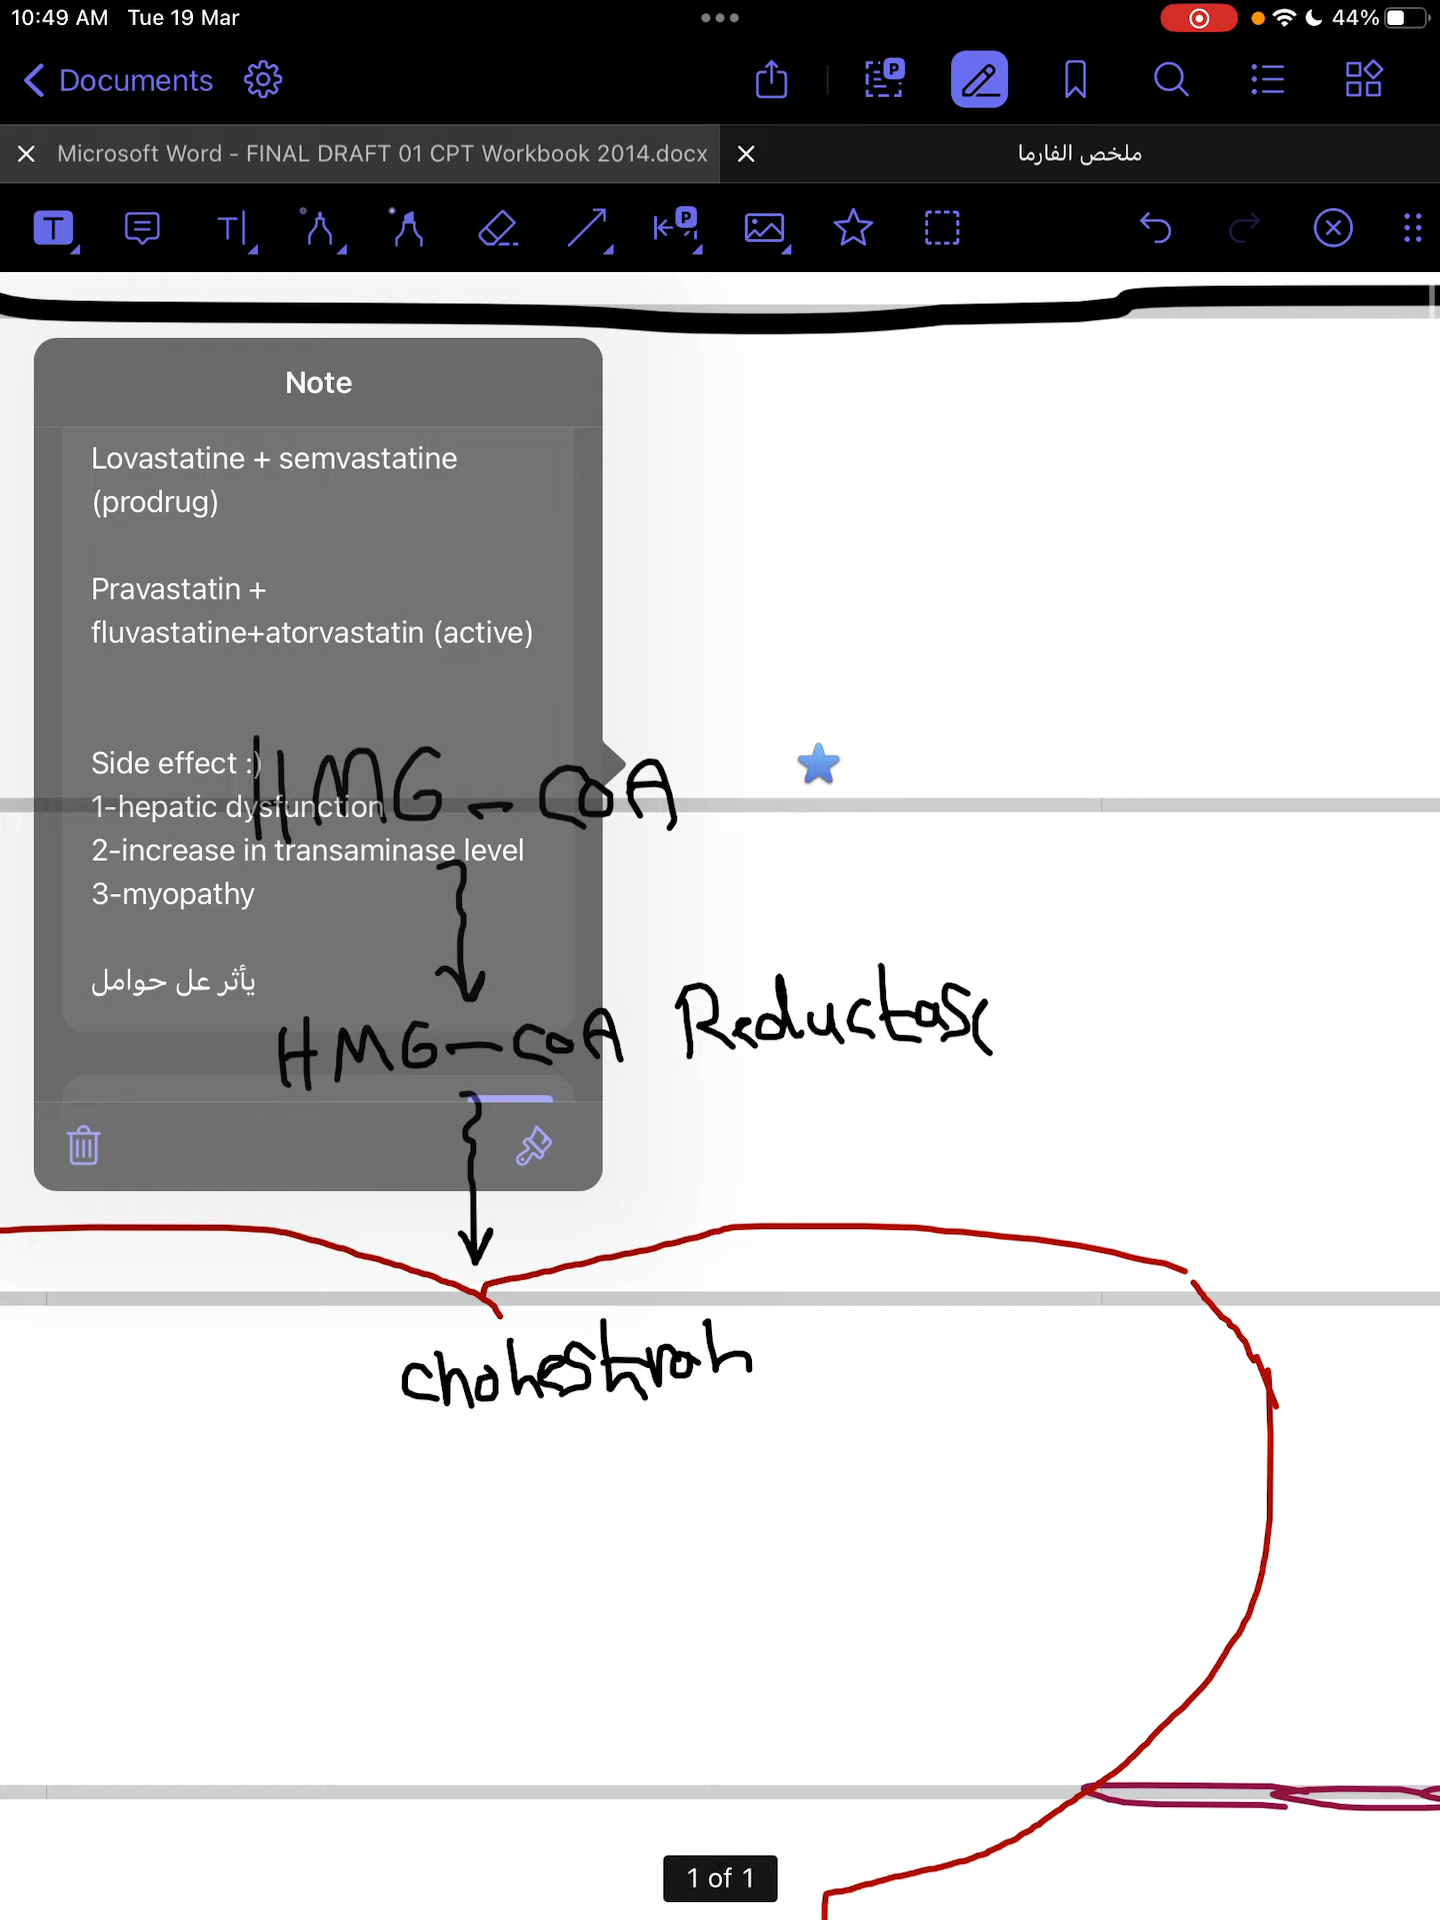 10:49 AM Tue 19 Mar
44%
Documents
Microsoft Word - FINAL DRAFT 01 CPT Workbook 2014.docx
ملخص الفارما
Note
Lovastatine + semvastatine
(prodrug)
Pravastatin +
fluvastatine+atorvastatin (active)
Side effect :)
1-hepatic dysfunction
2-increase in transaminase level
3-myopathy
يأثر عل حوامل
HMG-CoA
HMG-CoA Reductase
cholestrol
1 of 1